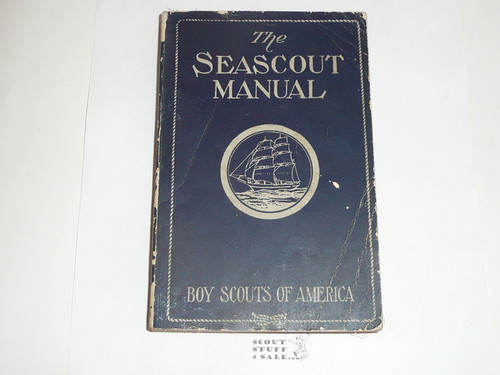 The
SEASCOUT
MANUAL
BOY SCOUTS OF AMERICA
SCOUT
STUFF
4 SALE